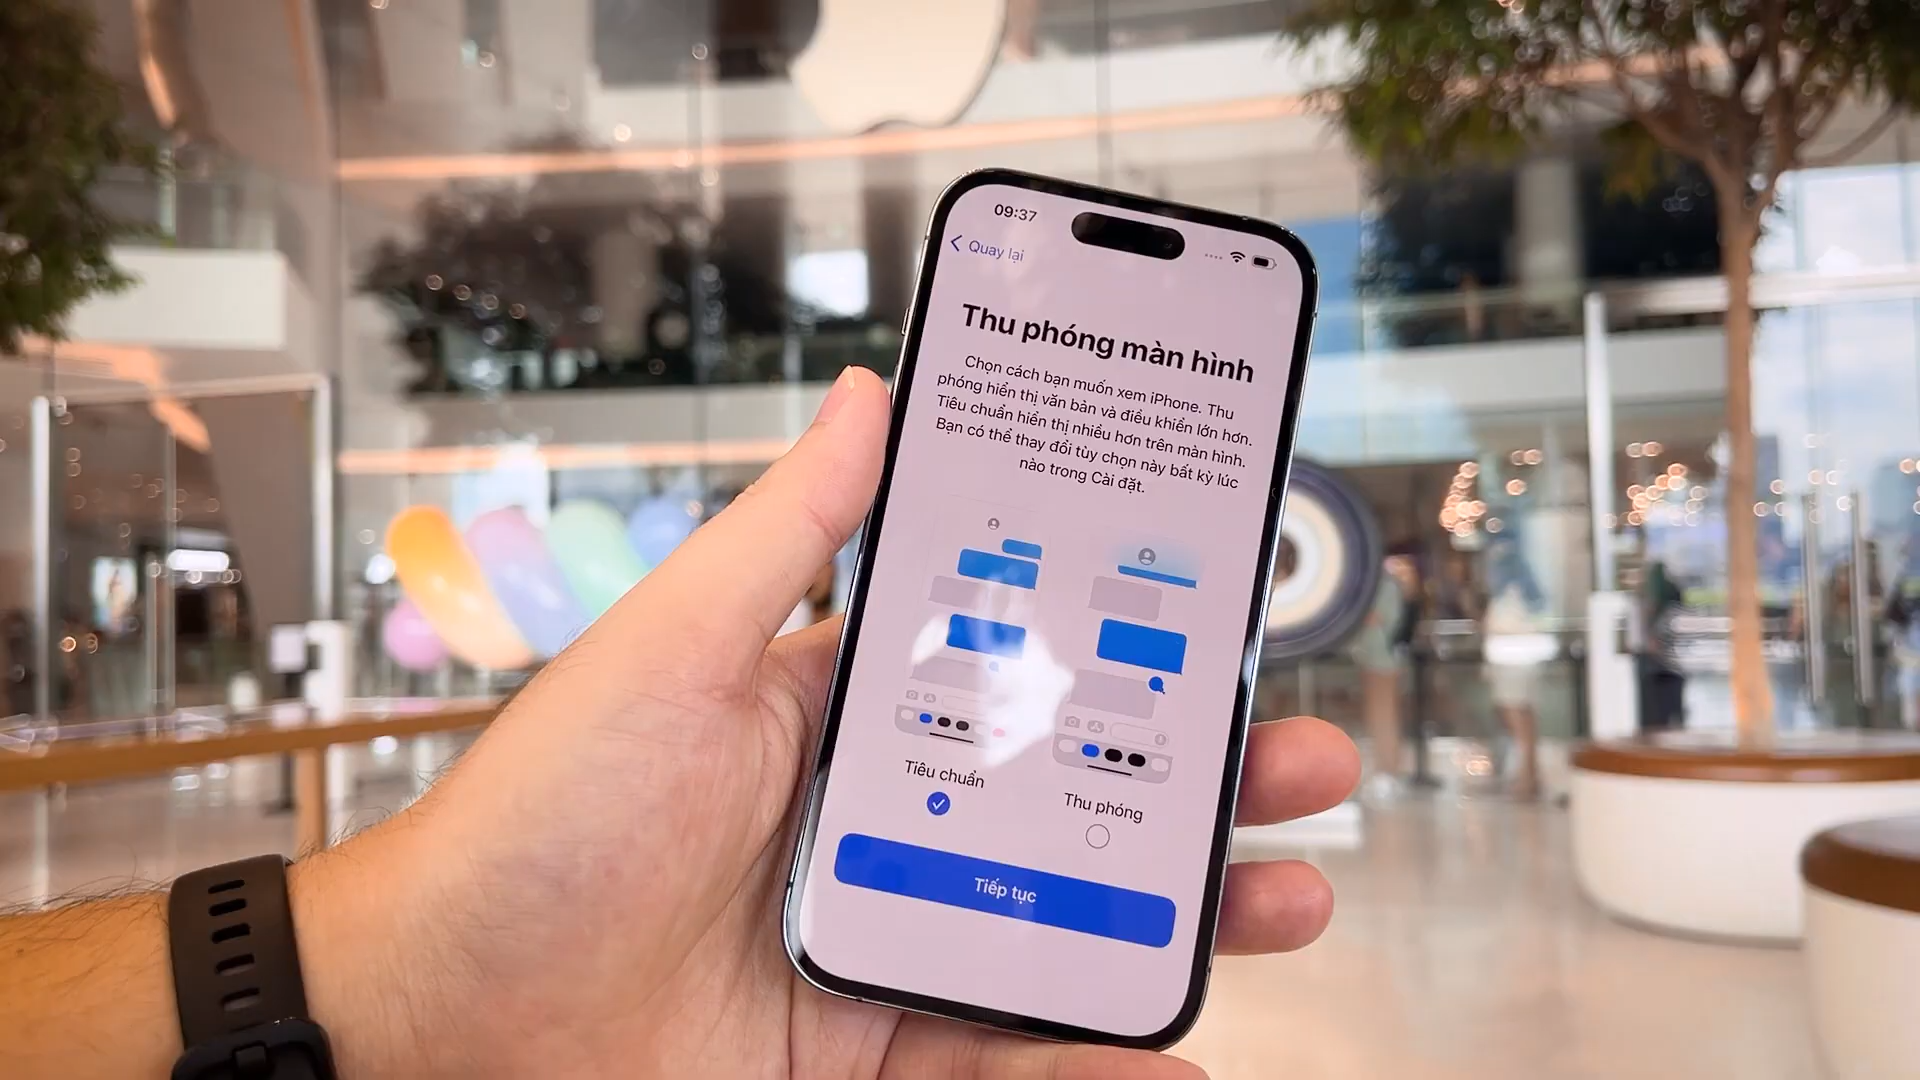 09:37
Quay lại
Thu phóng màn hình
Chọn cách bạn muốn xem iPhone. Thu
phóng hiển thị văn bản và điều khiển lớn hơn.
Tiêu chuẩn hiển thị nhiều hơn trên màn hình.
Bạn có thể thay đổi tùy chọn này bất kỳ lúc
nào trong Cài đặt.
Tiêu chuẩn
Thu phóng
Tiếp tục